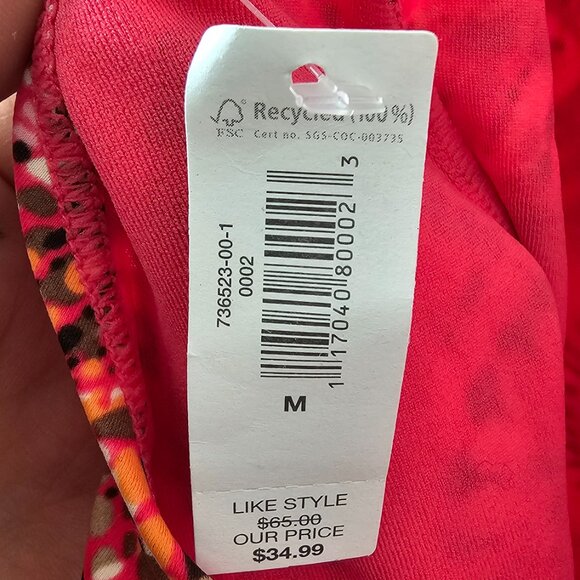 Recycled (100%)
FSC
Cert no. SGS-COC-003735
736523-00-1
0002
1 17040 80002 3
M
LIKE STYLE
$65.00
OUR PRICE
$34.99